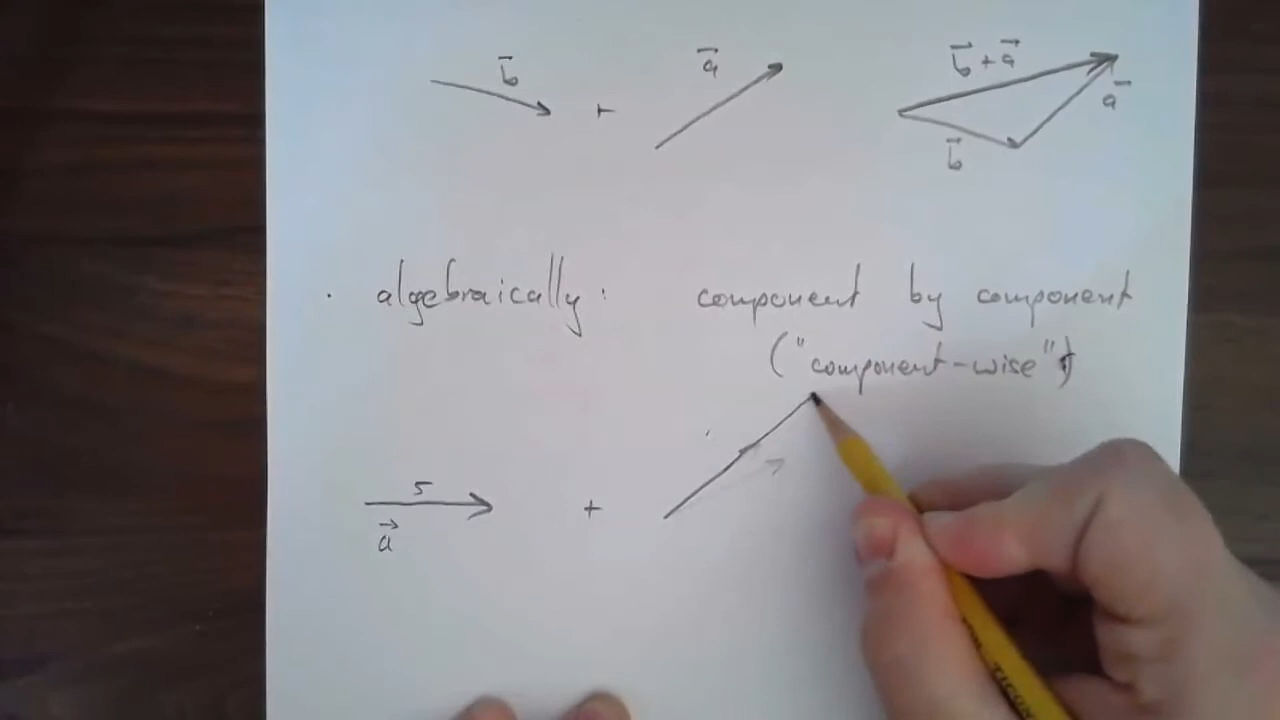 b⃗ + a⃗
b⃗ + a⃗
a⃗
b⃗
· algebraically: component by component
("component-wise")
5
a⃗ +